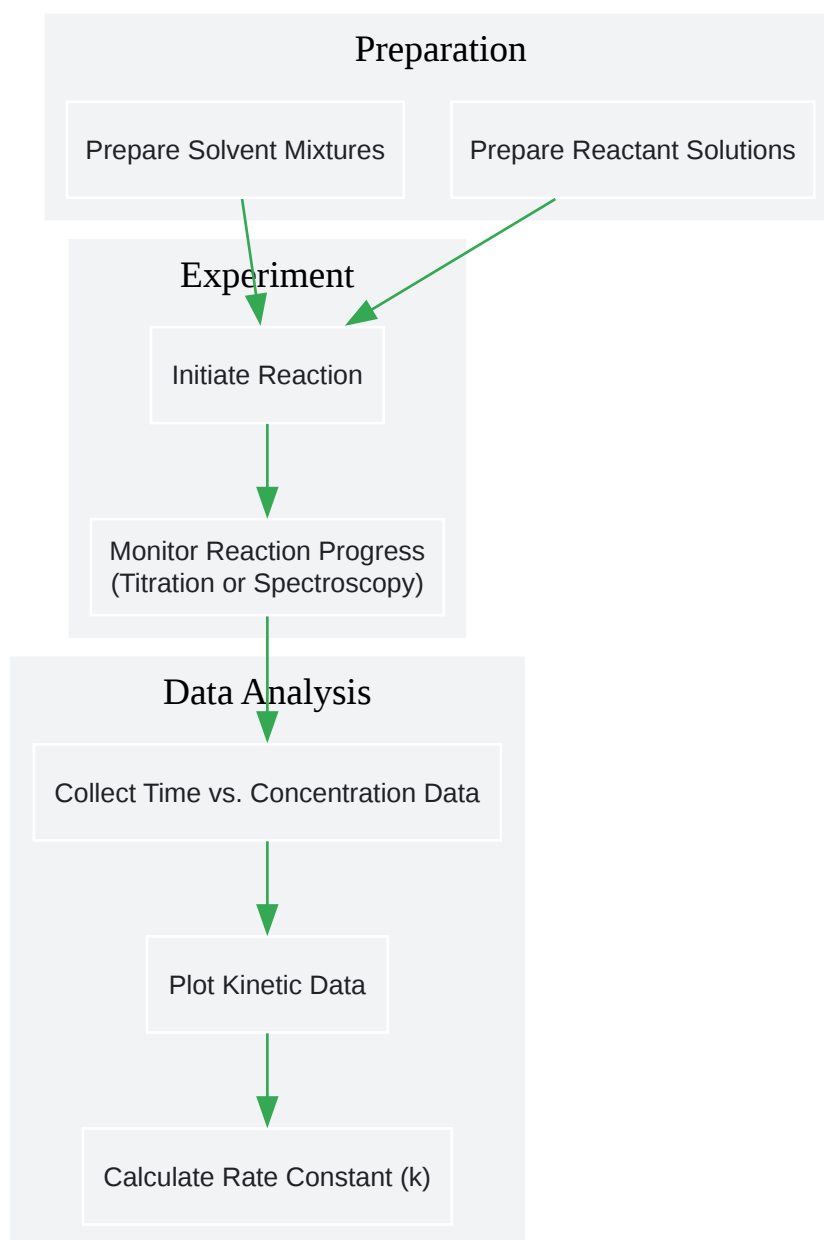 Preparation
Prepare Solvent Mixtures
Prepare Reactant Solutions
Experiment
Initiate Reaction
Monitor Reaction Progress
(Titration or Spectroscopy)
Data Analysis
Collect Time vs. Concentration Data
Plot Kinetic Data
Calculate Rate Constant (k)